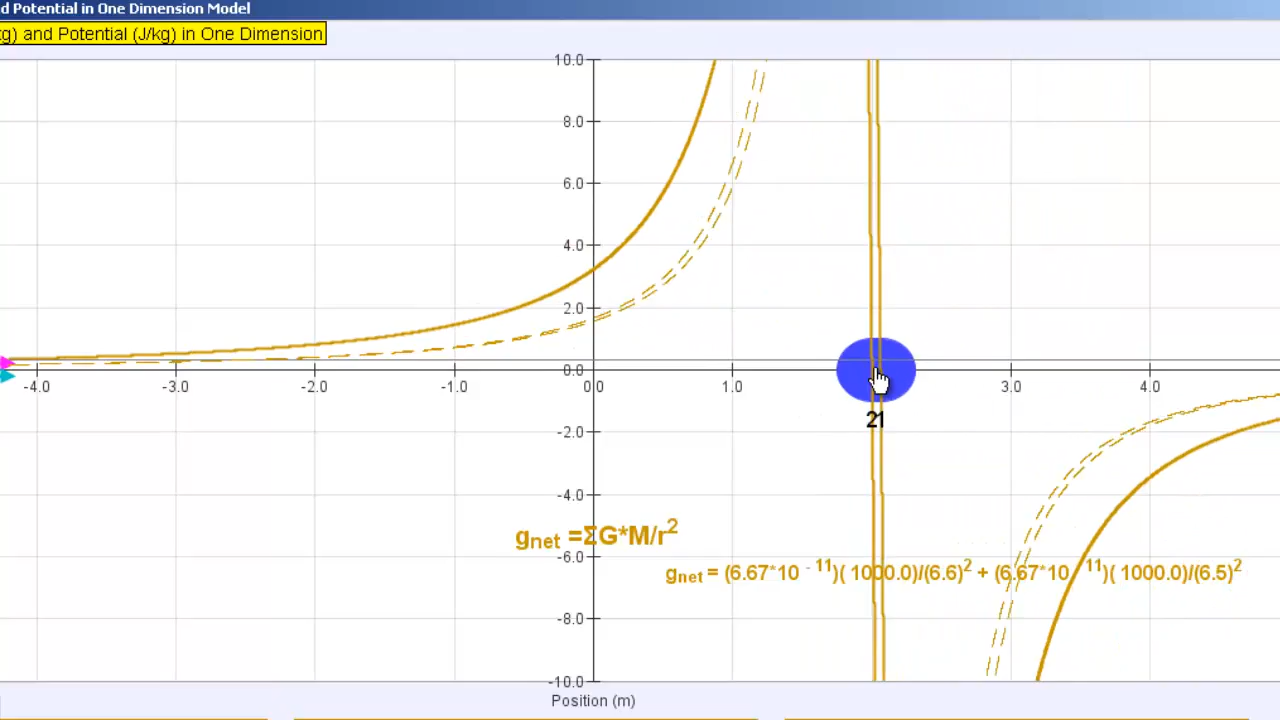 d Potential in One Dimension Model
kg) and Potential (J/kg) in One Dimension
10.0
8.0
6.0
4.0
2.0
0.0
-4.0 -3.0 -2.0 -1.0 0.0 1.0 3.0 4.0
21
-2.0
-4.0
gnet =ΣG*M/r²
-6.0
gnet = (6.67*10 - 11)( 1000.0)/(6.6)² + (6.67*10 11)( 1000.0)/(6.5)²
-8.0
-10.0
Position (m)